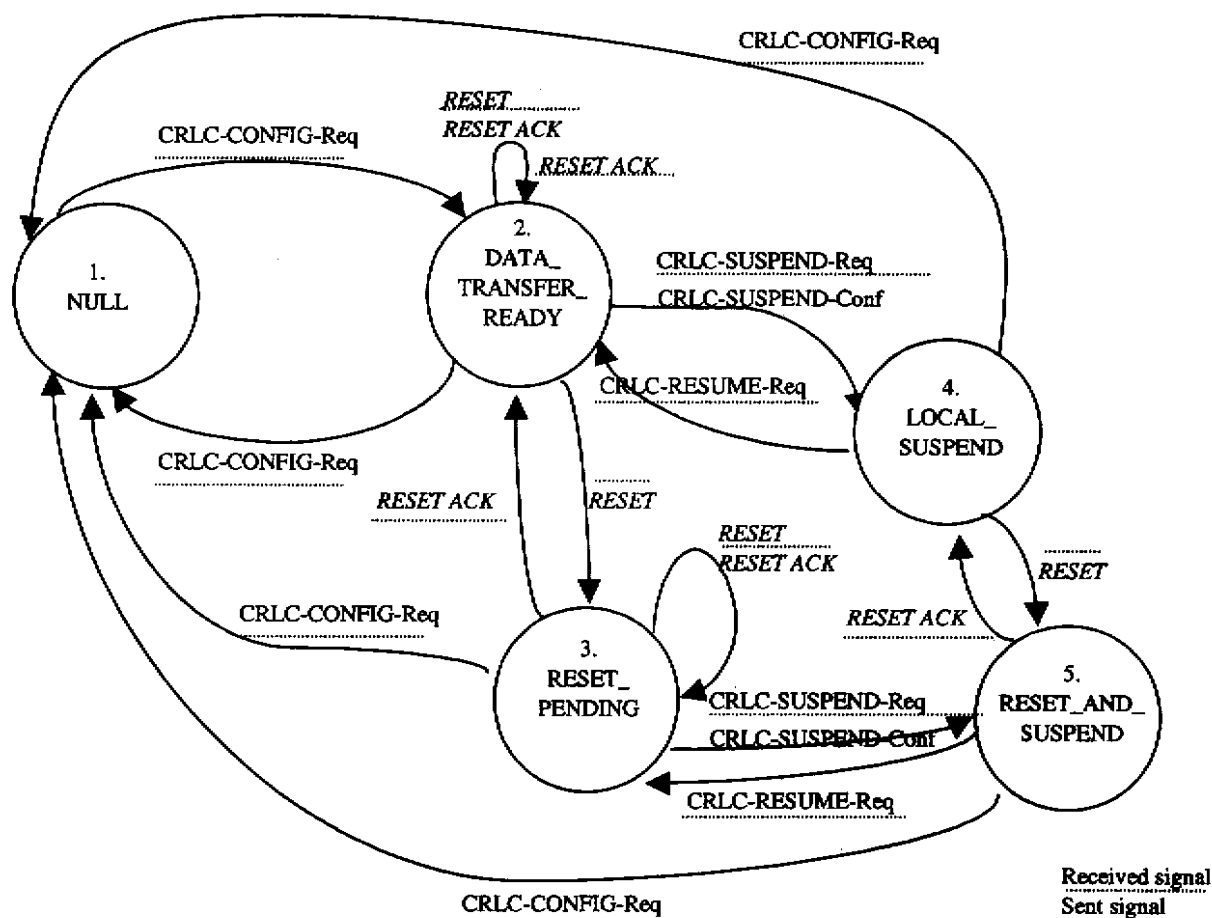 CRLC-CONFIG-Req
RESET
RESET ACK
CRLC-CONFIG-Req
RESET ACK
1.
NULL
2.
DATA_
TRANSFER_
READY
CRLC-SUSPEND-Req
CRLC-SUSPEND-Conf
CRLC-RESUME-Req
4.
LOCAL_
SUSPEND
CRLC-CONFIG-Req
RESET ACK
RESET
RESET
RESET ACK
RESET
CRLC-CONFIG-Req
RESET ACK
3.
RESET_
PENDING
CRLC-SUSPEND-Req
CRLC-SUSPEND-Conf
5.
RESET_AND_
SUSPEND
CRLC-RESUME-Req
CRLC-CONFIG-Req
Received signal
Sent signal